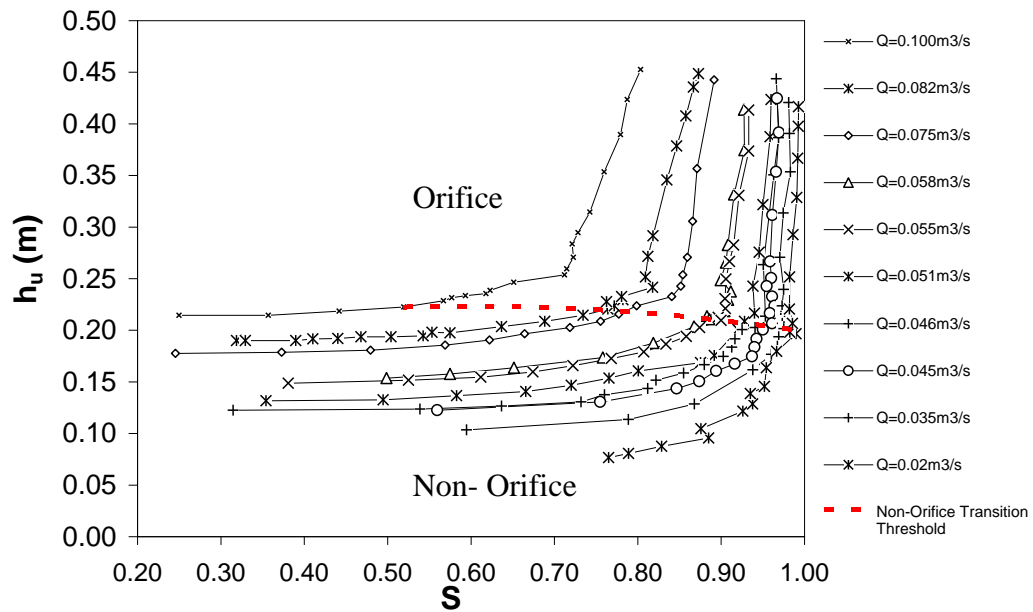 0.50
0.45
0.40
0.35
0.30
0.25
0.20
0.15
0.10
0.05
0.00
hu (m)
0.20 0.30 0.40 0.50 0.60 0.70 0.80 0.90 1.00
S
Orifice
Non- Orifice
Q=0.100m3/s
Q=0.082m3/s
Q=0.075m3/s
Q=0.058m3/s
Q=0.055m3/s
Q=0.051m3/s
Q=0.046m3/s
Q=0.045m3/s
Q=0.035m3/s
Q=0.02m3/s
Non-Orifice Transition
Threshold